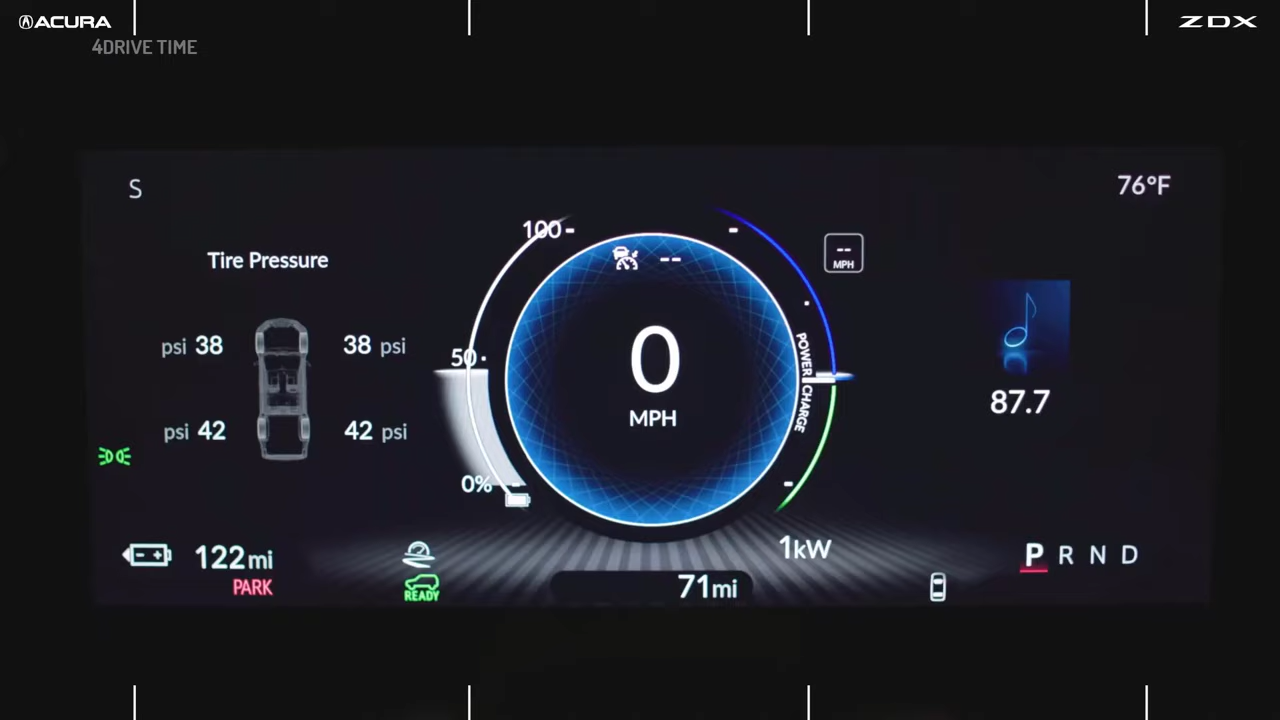 ACURA
ZDX
4DRIVE TIME
S
76°F
Tire Pressure
100
--
-- MPH
psi 38
38 psi
50
0
MPH
POWER CHARGE
87.7
psi 42
42 psi
0%
122mi
PARK
READY
1kW
71mi
P R N D